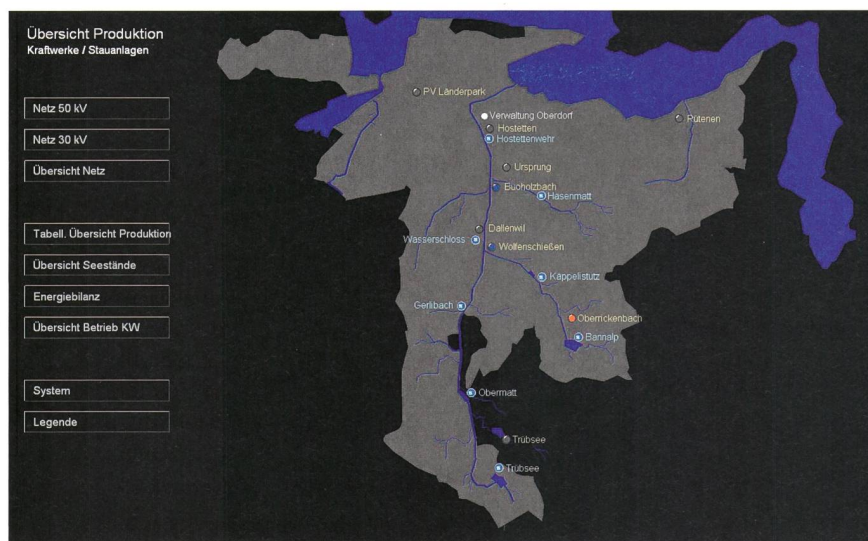 Übersicht Produktion
Kraftwerke / Stauanlagen
Netz 50 kV
Netz 30 kV
Übersicht Netz
Tabell. Übersicht Produktion
Übersicht Seestände
Energiebilanz
Übersicht Betrieb KW
System
Legende
PV Länderpark
Verwaltung Oberdorf
Hostetten
Hostettenwehr
Rütenen
Ursprung
Buoholzbach
Hasenmatt
Dallenwil
Wasserschloss
Wolfenschießen
Käppelistutz
Gerlibach
Oberrickenbach
Bannalp
Obermatt
Trübsee
Trübsee